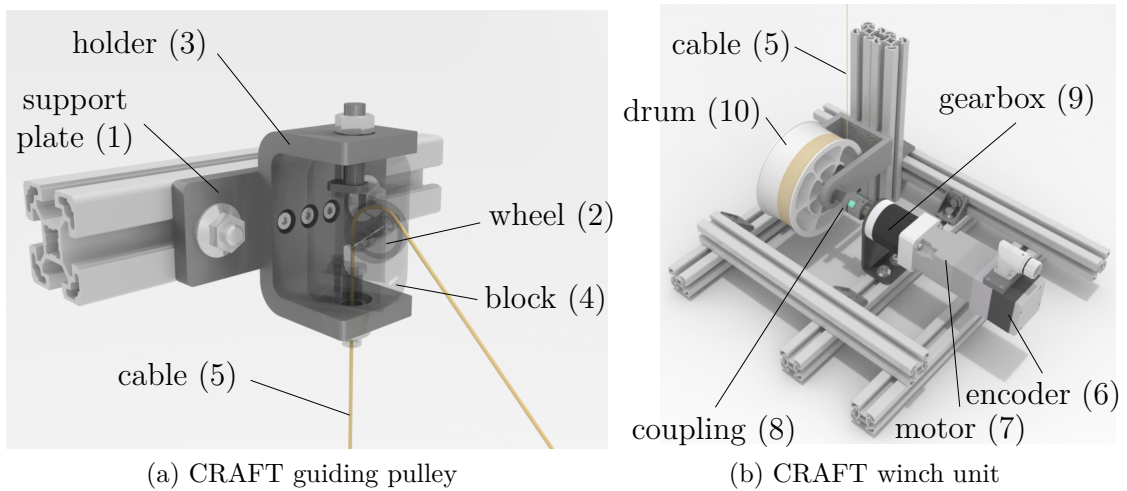 holder (3)
support
plate (1)
wheel (2)
block (4)
cable (5)
(a) CRAFT guiding pulley
cable (5)
drum (10)
gearbox (9)
encoder (6)
coupling (8)
motor (7)
(b) CRAFT winch unit